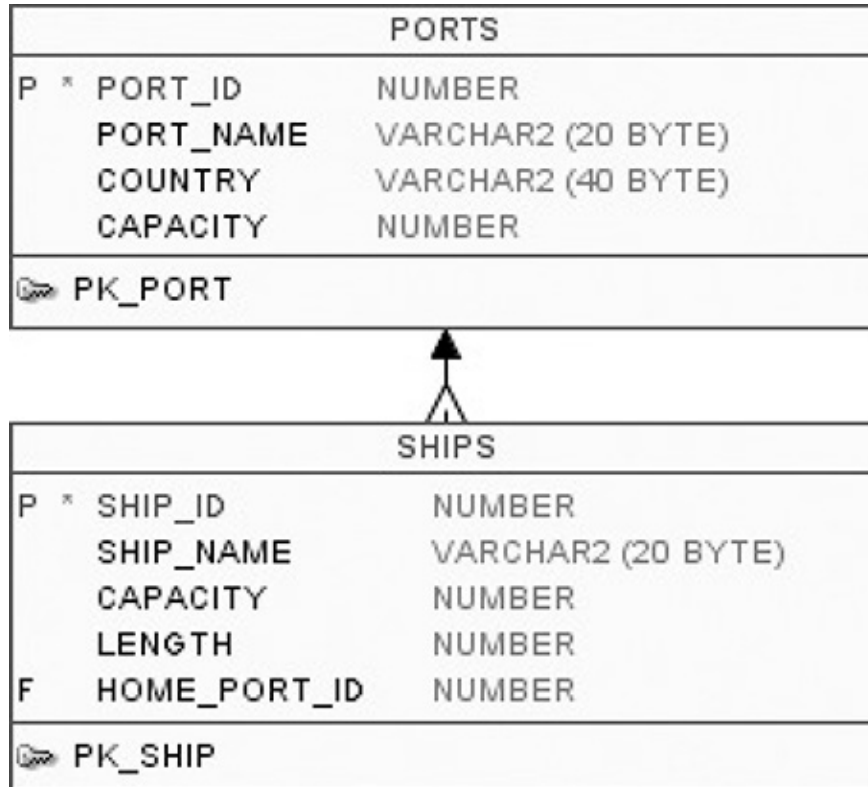 PORTS
P * PORT_ID NUMBER
PORT_NAME VARCHAR2 (20 BYTE)
COUNTRY VARCHAR2 (40 BYTE)
CAPACITY NUMBER
PK_PORT
SHIPS
P * SHIP_ID NUMBER
SHIP_NAME VARCHAR2 (20 BYTE)
CAPACITY NUMBER
LENGTH NUMBER
F HOME_PORT_ID NUMBER
PK_SHIP